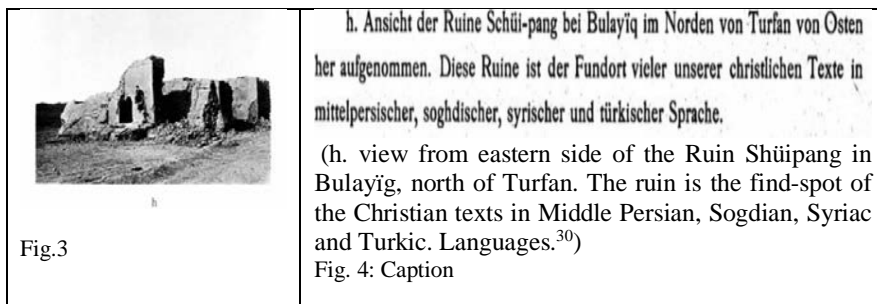 h
Fig.3
h. Ansicht der Ruine Schüi-pang bei Bulayïq im Norden von Turfan von Osten
her aufgenommen. Diese Ruine ist der Fundort vieler unserer christlichen Texte in
mittelpersischer, soghdischer, syrischer und türkischer Sprache.
(h. view from eastern side of the Ruin Shüipang in
Bulayïg, north of Turfan. The ruin is the find-spot of
the Christian texts in Middle Persian, Sogdian, Syriac
and Turkic. Languages.³⁰)
Fig. 4: Caption